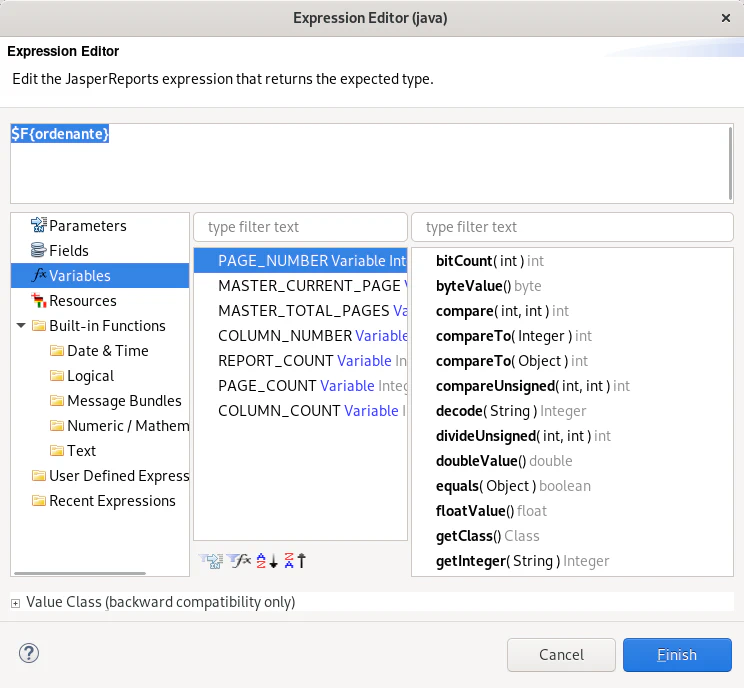 Expression Editor (java)
Expression Editor
Edit the JasperReports expression that returns the expected type.
$F{ordenante}
Parameters
Fields
Variables
Resources
Built-in Functions
Date & Time
Logical
Message Bundles
Numeric / Mathem
Text
User Defined Express
Recent Expressions
type filter text
PAGE_NUMBER Variable Int
MASTER_CURRENT_PAGE V
MASTER_TOTAL_PAGES Va
COLUMN_NUMBER Variable
REPORT_COUNT Variable In
PAGE_COUNT Variable Integ
COLUMN_COUNT Variable I
type filter text
bitCount( int ) int
byteValue() byte
compare( int, int ) int
compareTo( Integer ) int
compareTo( Object ) int
compareUnsigned( int, int ) int
decode( String ) Integer
divideUnsigned( int, int ) int
doubleValue() double
equals( Object ) boolean
floatValue() float
getClass() Class
getInteger( String ) Integer
Value Class (backward compatibility only)
Cancel
Finish